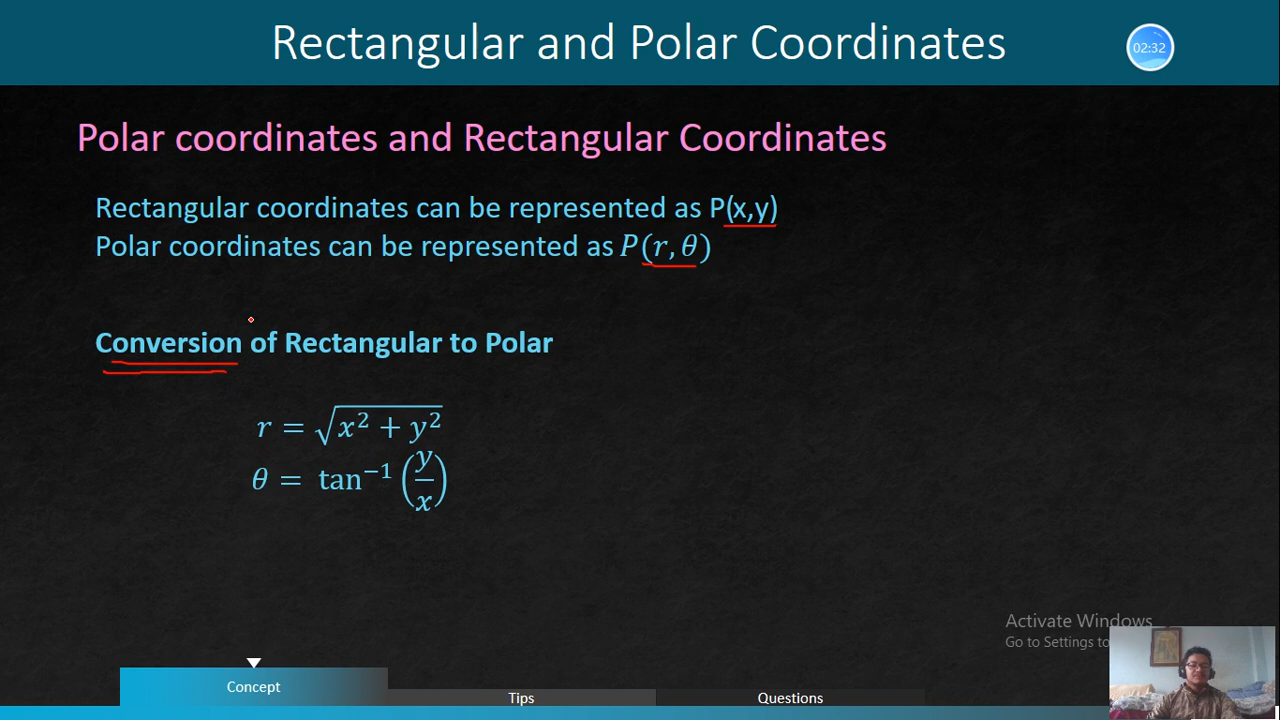 Rectangular and Polar Coordinates
02:32
Polar coordinates and Rectangular Coordinates
Rectangular coordinates can be represented as P(x,y)
Polar coordinates can be represented as P(r, θ)
Conversion of Rectangular to Polar
r = √(x² + y²)
θ = tan⁻¹ (y/x)
Activate Windows
Go to Settings to
Concept
Tips
Questions